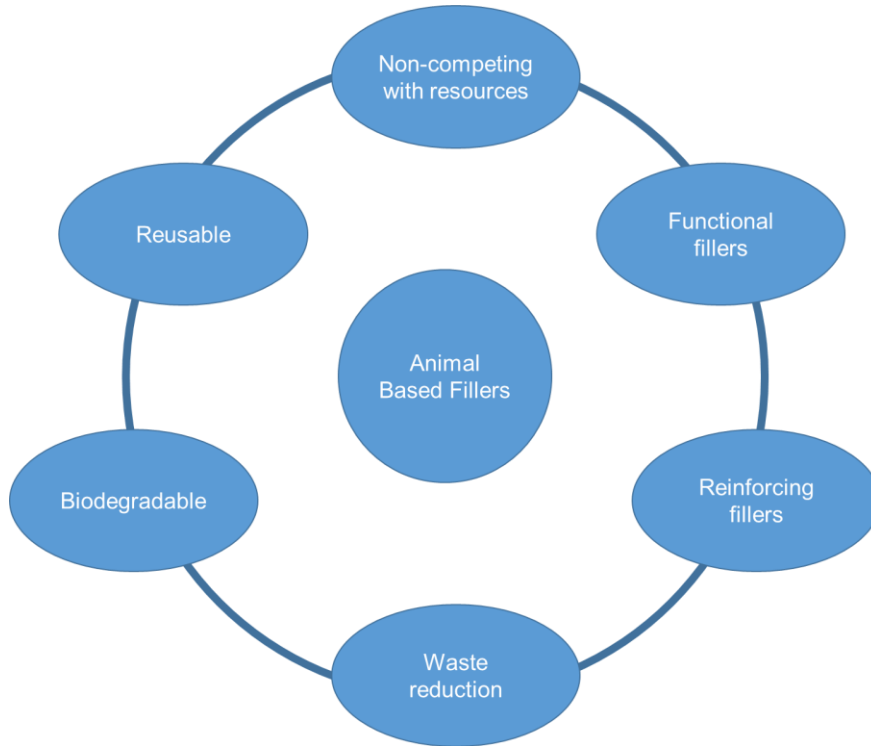 Non-competing
with resources
Functional
fillers
Reinforcing
fillers
Waste
reduction
Biodegradable
Reusable
Animal
Based Fillers